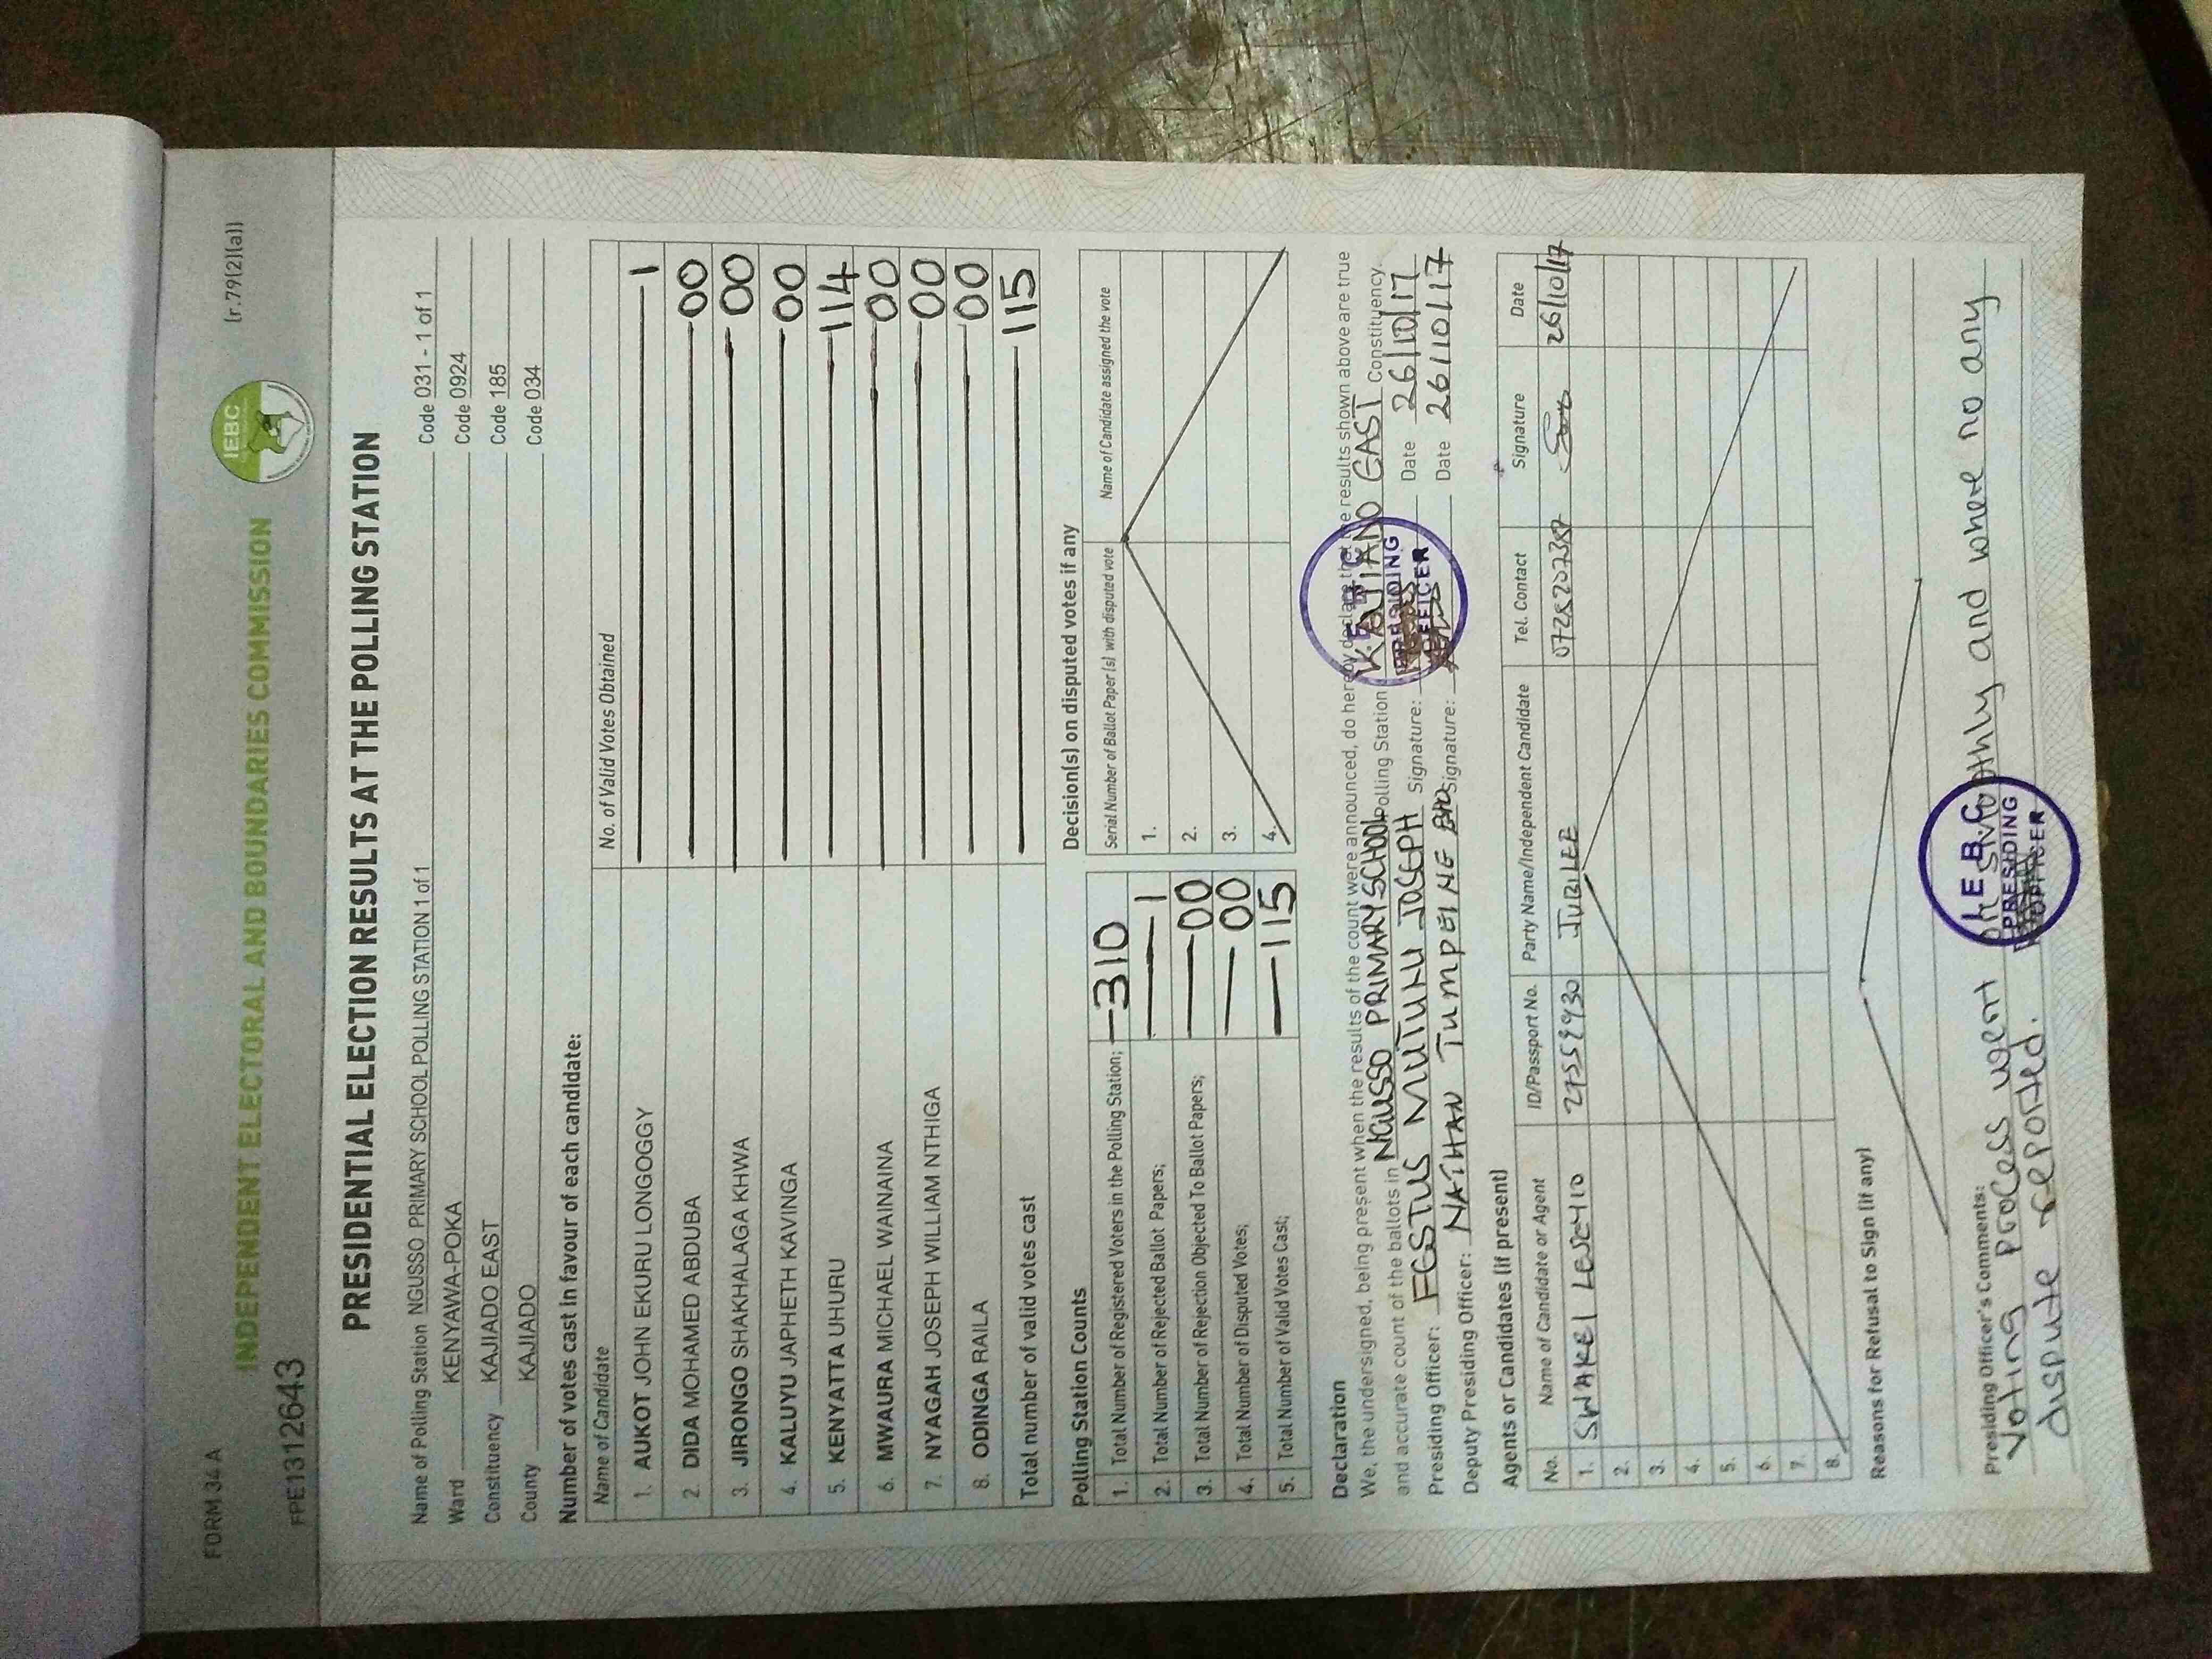 FORM 34 A
(r.79(2)(a))
INDEPENDENT ELECTORAL AND BOUNDARIES COMMISSION
IEBC
FPE1312643
PRESIDENTIAL ELECTION RESULTS AT THE POLLING STATION
Name of Polling Station NGUSSO PRIMARY SCHOOL POLLING STATION 1 of 1 Code 031 - 1 of 1
Ward KENYAWA-POKA Code 0924
Constituency KAJIADO EAST Code 185
County KAJIADO Code 034
Number of votes cast in favour of each candidate:
Name of Candidate No. of Valid Votes Obtained
1. AUKOT JOHN EKURU LONGOGGY 1
2. DIDA MOHAMED ABDUBA 00
3. JIRONGO SHAKHALAGA KHWA 00
4. KALUYU JAPHETH KAVINGA 00
5. KENYATTA UHURU 114
6. MWAURA MICHAEL WAINAINA 00
7. NYAGAH JOSEPH WILLIAM NTHIGA 00
8. ODINGA RAILA 00
Total number of valid votes cast 115
Polling Station Counts
1. Total Number of Registered Voters in the Polling Station; 310
2. Total Number of Rejected Ballot Papers; 1
3. Total Number of Rejection Objected To Ballot Papers; 00
4. Total Number of Disputed Votes; 00
5. Total Number of Valid Votes Cast; 115
Decision(s) on disputed votes if any
Serial Number of Ballot Paper (s) with disputed vote Name of Candidate assigned the vote
1.
2.
3.
4.
Declaration
We, the undersigned, being present when the results of the count were announced, do hereby declare that the results shown above are true
and accurate count of the ballots in NGUSSO PRIMARY SCHOOL Polling Station KAJIADO EAST Constituency.
Presiding Officer: FESTUS MUTUKU JOSEPH Signature: Date 26/10/17
Deputy Presiding Officer: NATHAN TUMPEINE Signature: Date 26/10/17
I.E.B.C
PRESIDING
OFFICER
Agents or Candidates (if present)
No. Name of Candidate or Agent ID/Passport No. Party Name/Independent Candidate Tel. Contact Signature Date
1. JUBILEE 26/10/17
2.
3.
4.
5.
6.
7.
8.
Reasons for Refusal to Sign (if any)
Presiding Officer's Comments:
Voting process went on smoothly and where no any
dispute reported.
I.E.B.C
PRESIDING
OFFICER